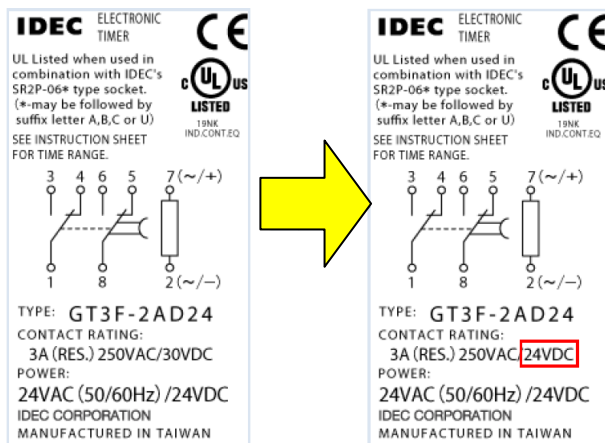 IDEC ELECTRONIC
TIMER
CE
UL Listed when used in
combination with IDEC's
SR2P-06* type socket.
(*-may be followed by
suffix letter A,B,C or U)
c UL US
LISTED
19NK
IND.CONT.EQ
SEE INSTRUCTION SHEET
FOR TIME RANGE.
3 4 6 5 7(~/+)
1 8 2(~/−)
TYPE: GT3F-2AD24
CONTACT RATING:
3A (RES.) 250VAC/30VDC
POWER:
24VAC (50/60Hz) /24VDC
IDEC CORPORATION
MANUFACTURED IN TAIWAN
IDEC ELECTRONIC
TIMER
CE
UL Listed when used in
combination with IDEC's
SR2P-06* type socket.
(*-may be followed by
suffix letter A,B,C or U)
c UL US
LISTED
19NK
IND.CONT.EQ
SEE INSTRUCTION SHEET
FOR TIME RANGE.
3 4 6 5 7(~/+)
1 8 2(~/−)
TYPE: GT3F-2AD24
CONTACT RATING:
3A (RES.) 250VAC/24VDC
POWER:
24VAC (50/60Hz) /24VDC
IDEC CORPORATION
MANUFACTURED IN TAIWAN